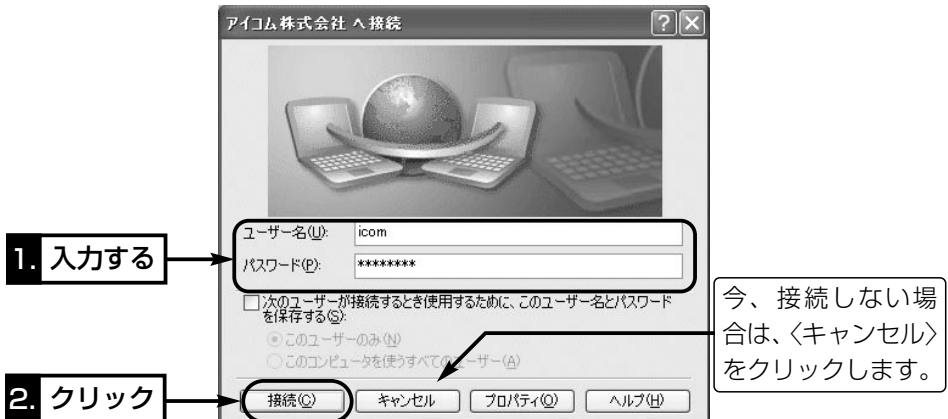 アイコム株式会社 へ接続
ユーザー名(U):
icom
パスワード(P):
********
1. 入力する
次のユーザーが接続するとき使用するために、このユーザー名とパスワード
を保存する(S):
このユーザーのみ(N)
このコンピュータを使うすべてのユーザー(A)
今、接続しない場
合は、〈キャンセル〉
をクリックします。
2. クリック
接続(C)
キャンセル
プロパティ(O)
ヘルプ(H)